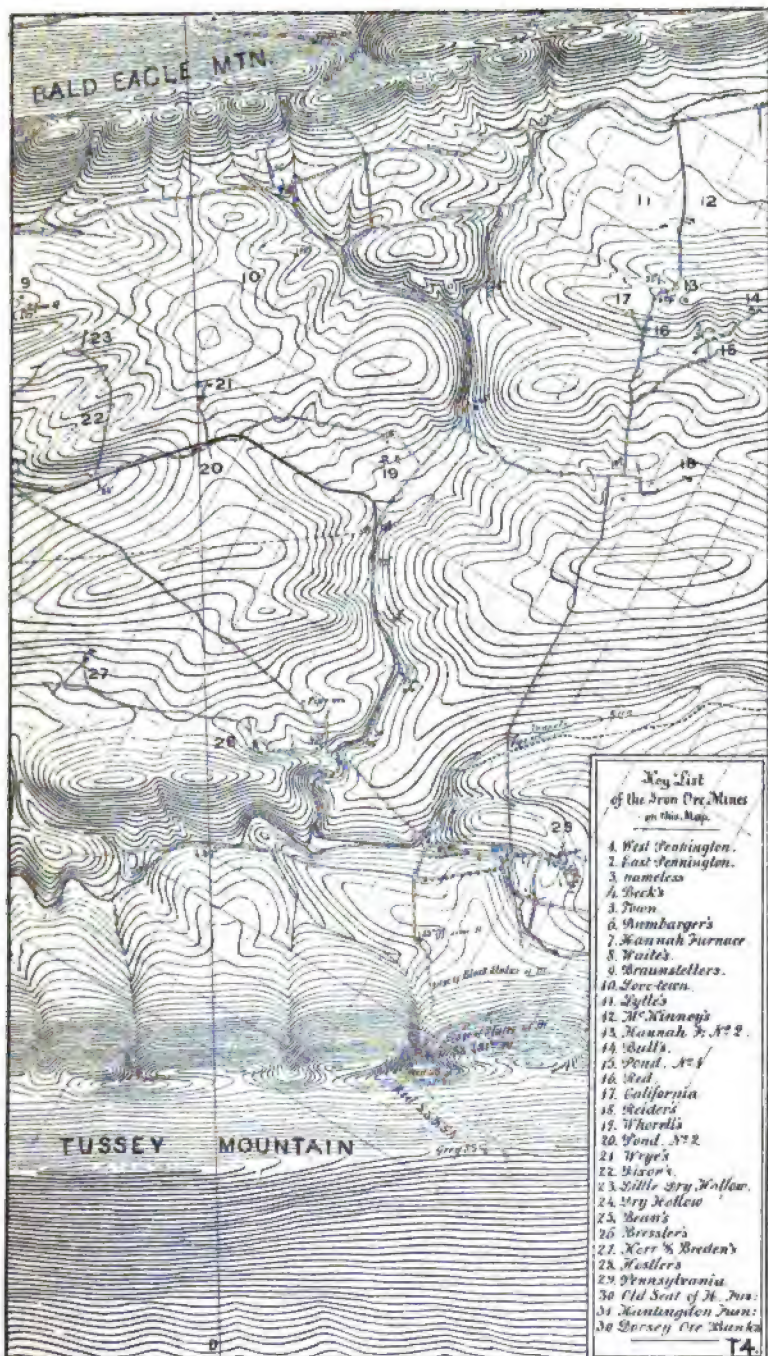 BALD EAGLE MTN.
11
12
9
10
17
13
14
16
15
23
21
22
20
19
18
27
28
29
TUSSEY MOUNTAIN
Key List
of the Iron Ore Mines
on this Map.
1. West Pennington.
2. East Pennington.
3. nameless
4. Beck's
5. Town
6. Rumbarger's
7. Hannah Furnace
8. Waite's.
9. Braunstetters.
10. Lovetown.
11. Lytle's
12. McKinney's
13. Hannah F. No 2.
14. Bull's.
15. Pond. No 1
16. Red
17. California
18. Reider's
19. Whorell's
20. Pond. No 2
21. Wrye's
22. Dixon's.
23. Little Dry Hollow.
24. Dry Hollow
25. Bean's
26. Bressler's
27. Kerr & Breden's
28. Hostler's
29. Pennsylvania
30 Old Seat of H. Fur:
31 Huntingdon Furn:
30 Dorsey Ore Banks
T4.